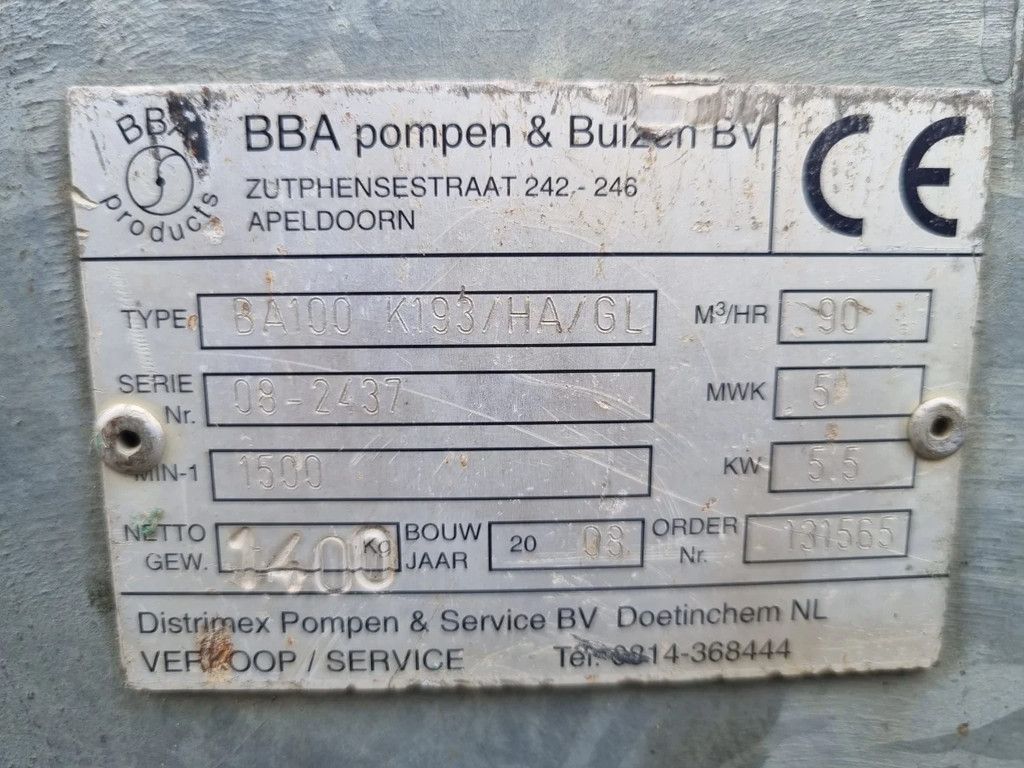 BBA products
BBA pompen & Buizen BV
ZUTPHENSESTRAAT 242 - 246
APELDOORN
CE
TYPE BA100 K193/HA/GL M³/HR 90
SERIE Nr. 08-2437 MWK 5
MIN-1 1500 KW 5.5
NETTO GEW. 1400 Kg BOUW JAAR 20 08 ORDER Nr. 131565
Distrimex Pompen & Service BV Doetinchem NL
VERKOOP / SERVICE Tel. 0314-368444